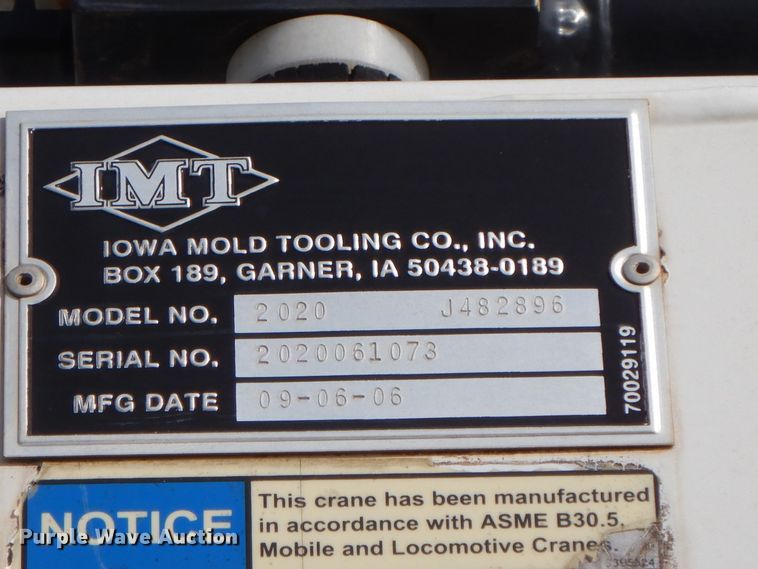 IMT
IOWA MOLD TOOLING CO., INC.
BOX 189, GARNER, IA 50438-0189
MODEL NO. 2020 J482896
SERIAL NO. 2020061073
MFG DATE 09-06-06
70029119
NOTICE
This crane has been manufactured
in accordance with ASME B30.5,
Mobile and Locomotive Cranes.
Purple Wave Auction